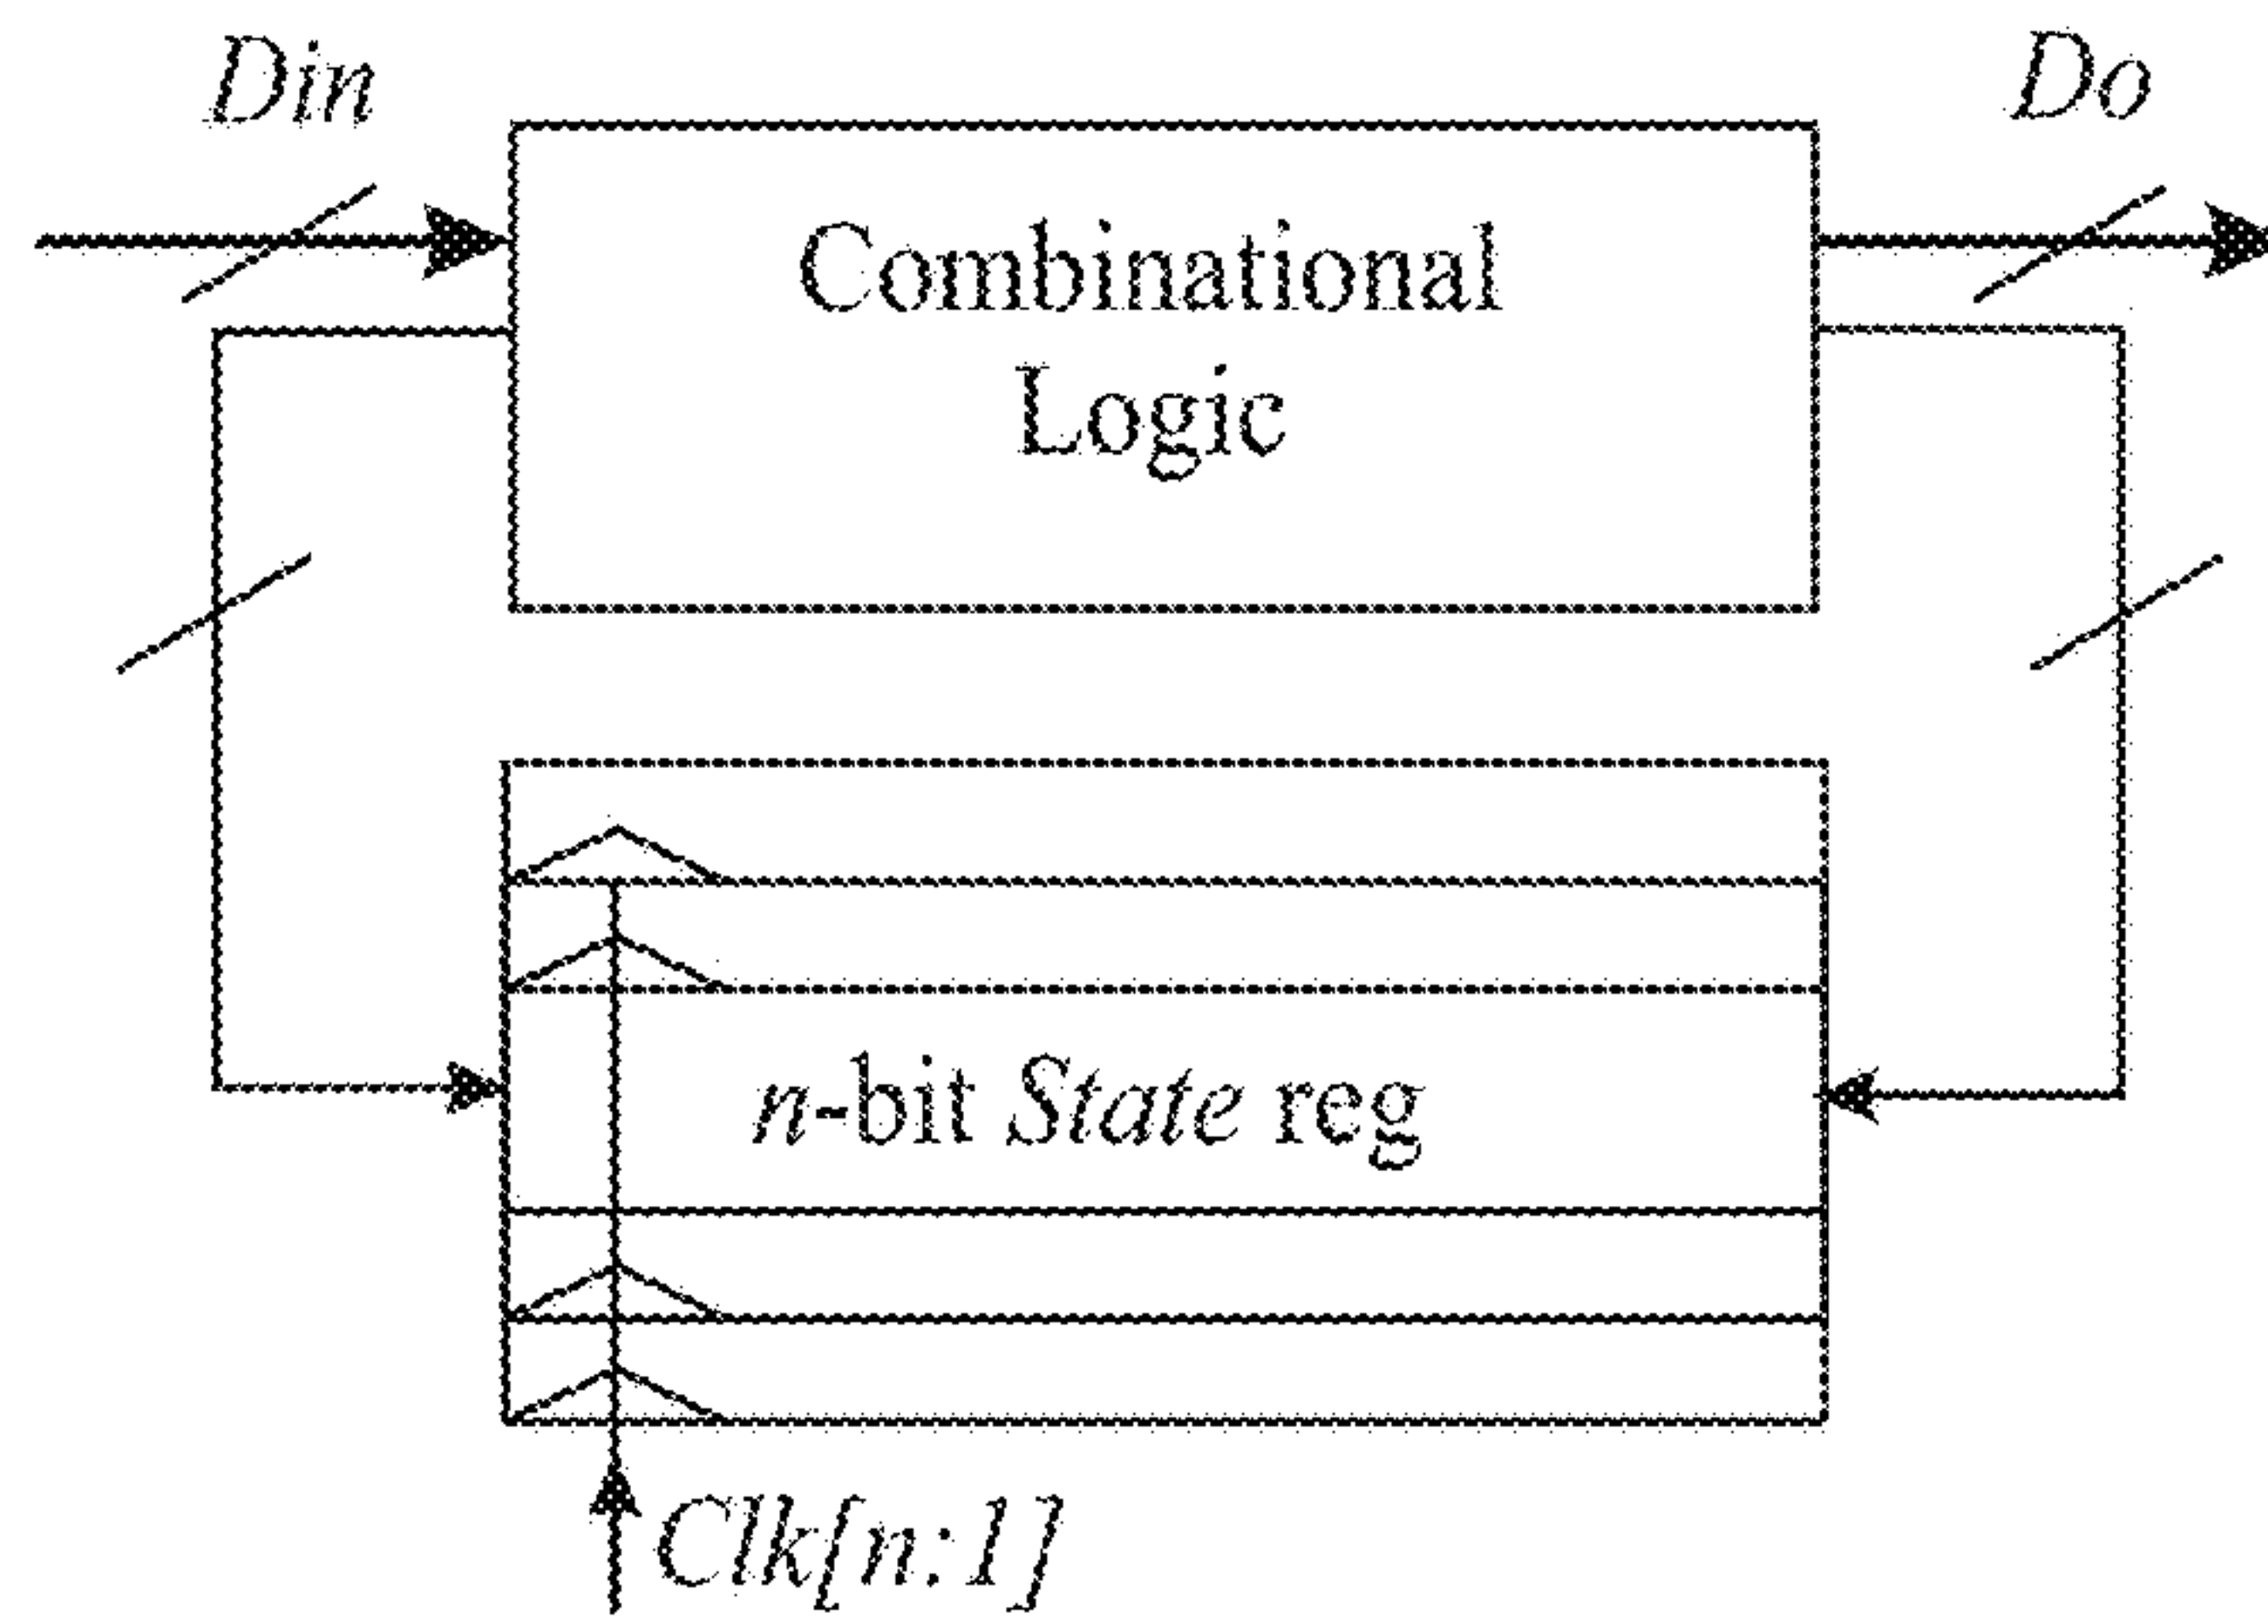 Din
Do
Combinational
Logic
n-bit State reg
Clk[n:1]